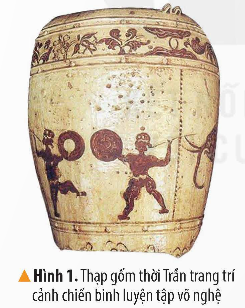 ▲ Hình 1. Thạp gốm thời Trần trang trí
cảnh chiến binh luyện tập võ nghệ